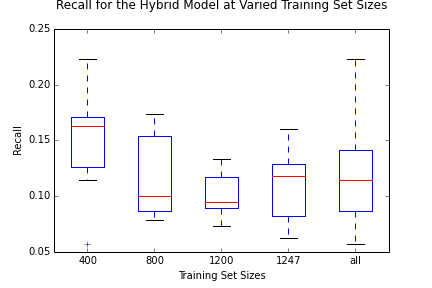 Recall for the Hybrid Model at Varied Training Set Sizes
0.25
0.20
0.15
0.10
0.05
Recall
400 800 1200 1247 all
Training Set Sizes